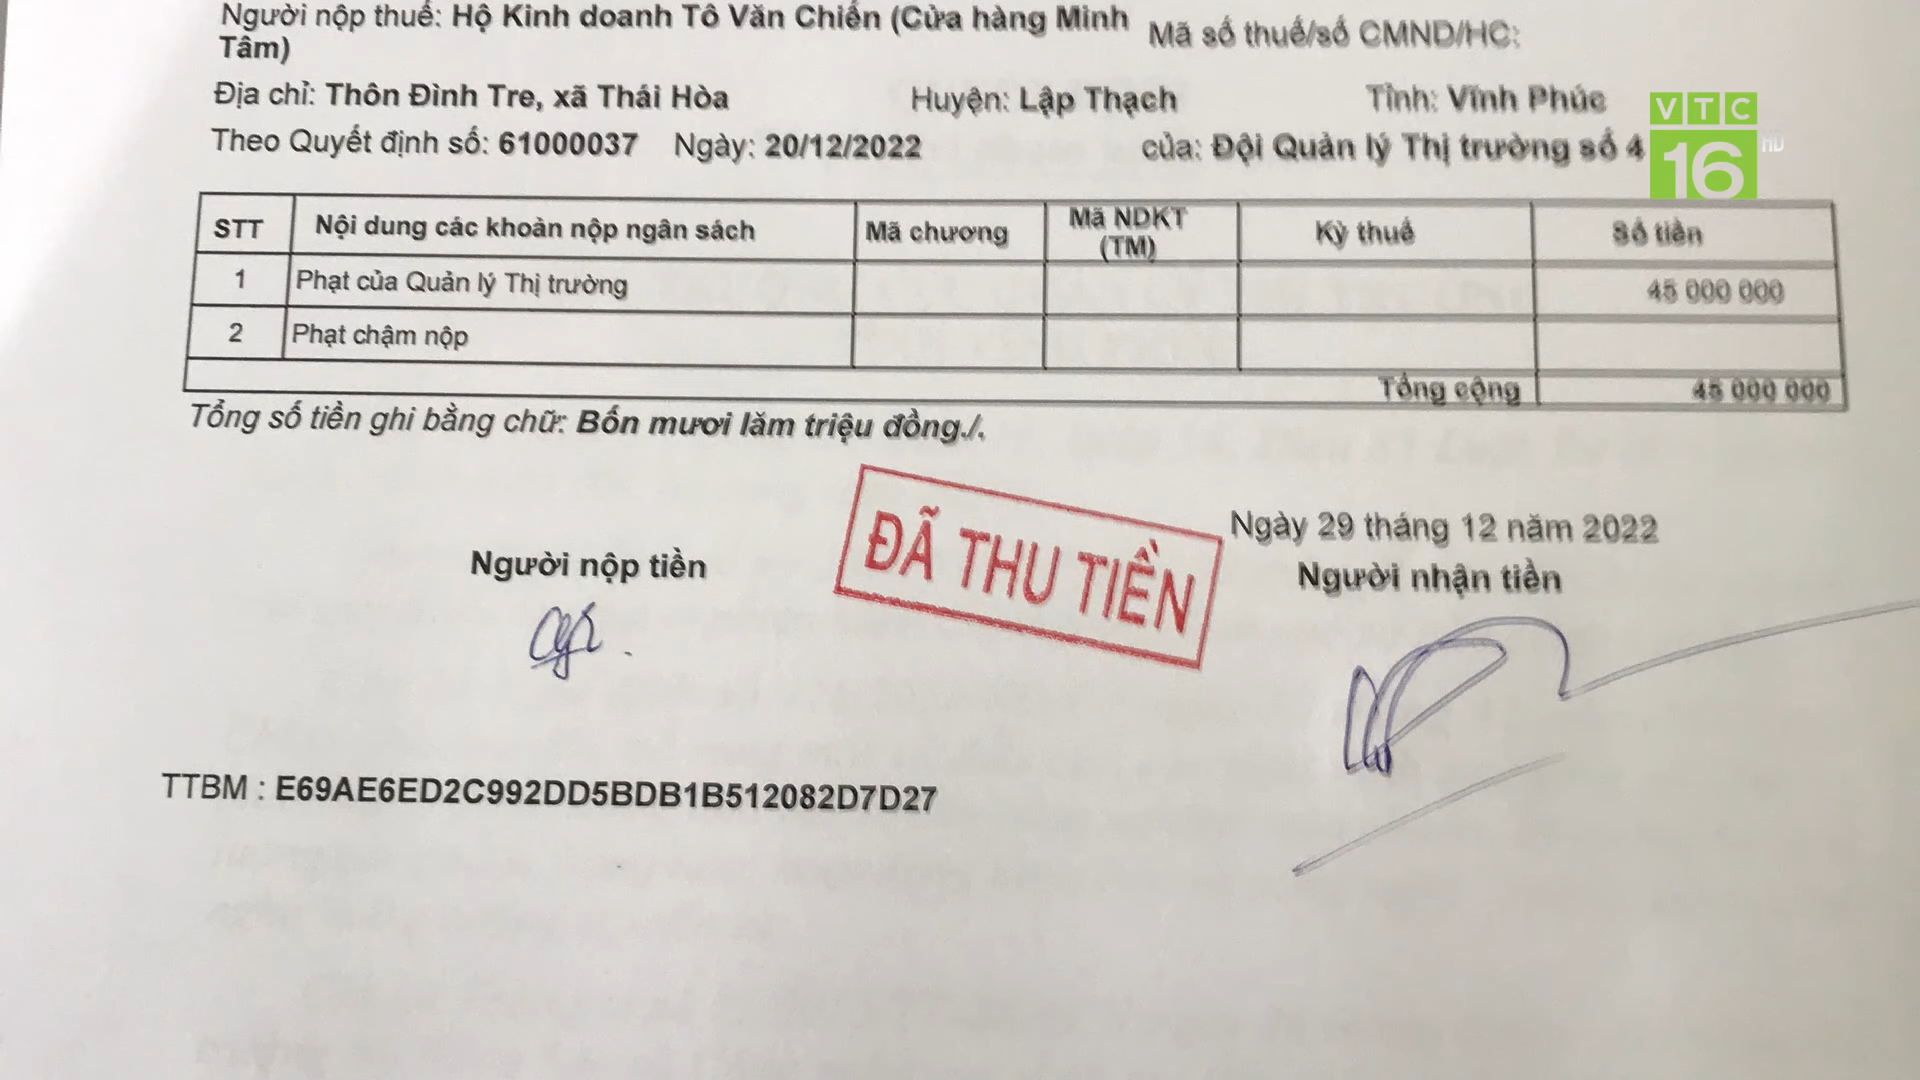 Người nộp thuế: Hộ Kinh doanh Tô Văn Chiến (Cửa hàng Minh Tâm)
Mã số thuế/số CMND/HC:
Địa chỉ: Thôn Đình Tre, xã Thái Hòa Huyện: Lập Thạch Tỉnh: Vĩnh Phúc
Theo Quyết định số: 61000037 Ngày: 20/12/2022 của: Đội Quản lý Thị trường số 4
VTC
16 HD
STT Nội dung các khoản nộp ngân sách Mã chương Mã NDKT (TM) Kỳ thuế Số tiền
1 Phạt của Quản lý Thị trường 45 000 000
2 Phạt chậm nộp
Tổng cộng 45 000 000
Tổng số tiền ghi bằng chữ: Bốn mươi lăm triệu đồng./.
ĐÃ THU TIỀN
Ngày 29 tháng 12 năm 2022
Người nộp tiền Người nhận tiền
TTBM : E69AE6ED2C992DD5BDB1B512082D7D27